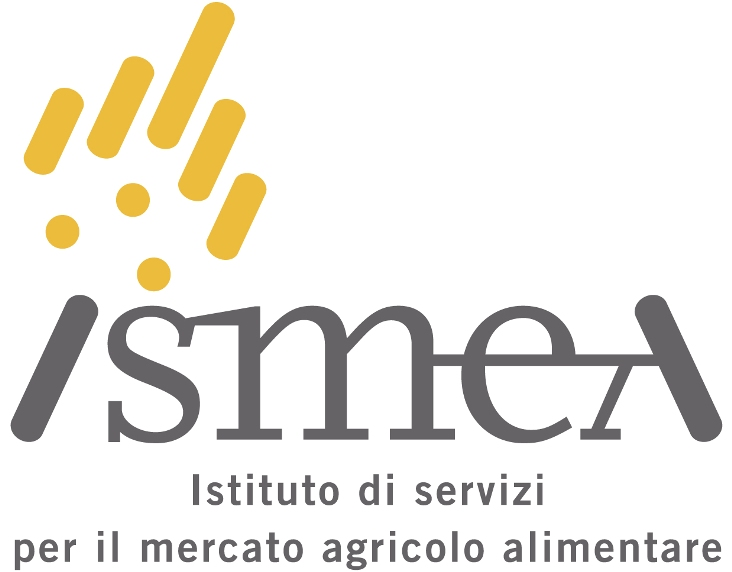 IsmeA
Istituto di servizi
per il mercato agricolo alimentare